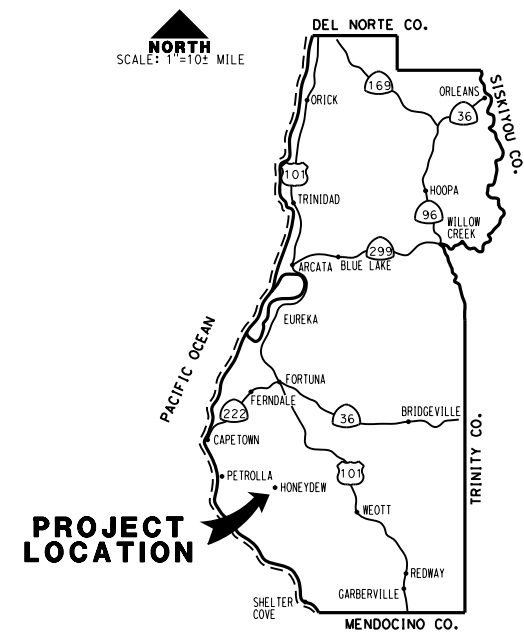 DEL NORTE CO.
NORTH
SCALE: 1"=10± MILE
169
ORLEANS
ORICK
36
SISKIYOU CO.
101
HOOPA
TRINIDAD
96
WILLOW
CREEK
299
ARCATA
BLUE LAKE
EUREKA
PACIFIC OCEAN
FORTUNA
FERNDALE
222
36
BRIDGEVILLE
CAPETOWN
TRINITY CO.
PETROLLA
101
HONEYDEW
WEOTT
PROJECT
LOCATION
REDWAY
GARBERVILLE
SHELTER
COVE
MENDOCINO CO.